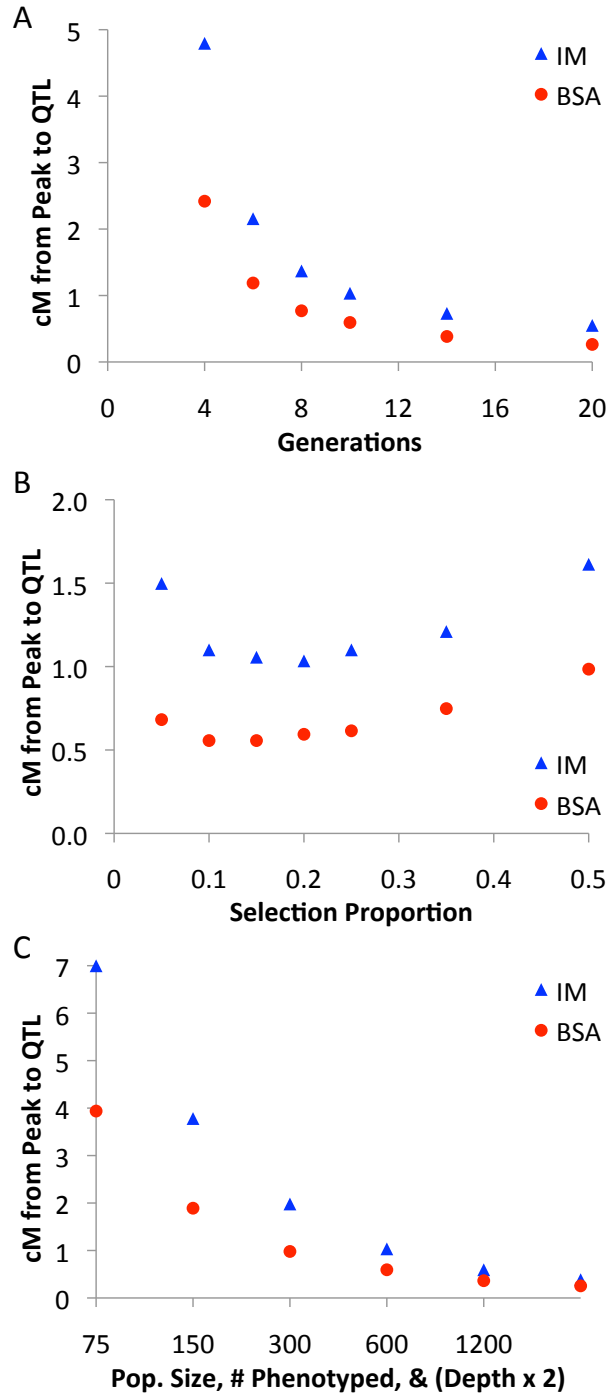 A
5
4
3
2
1
0
cM from Peak to QTL
IM
BSA
0 4 8 12 16 20
Generations
B
2.0
1.5
1.0
0.5
0.0
cM from Peak to QTL
IM
BSA
0 0.1 0.2 0.3 0.4 0.5
Selection Proportion
C
7
6
5
4
3
2
1
0
cM from Peak to QTL
IM
BSA
75 150 300 600 1200
Pop. Size, # Phenotyped, & (Depth x 2)